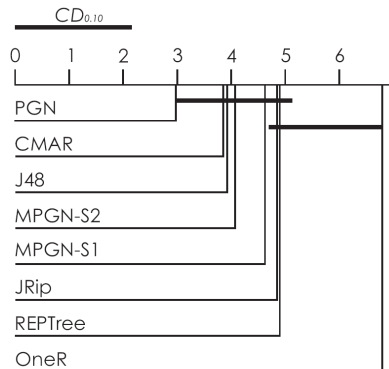 CD0.10
0 1 2 3 4 5 6
PGN
CMAR
J48
MPGN-S2
MPGN-S1
JRip
REPTree
OneR